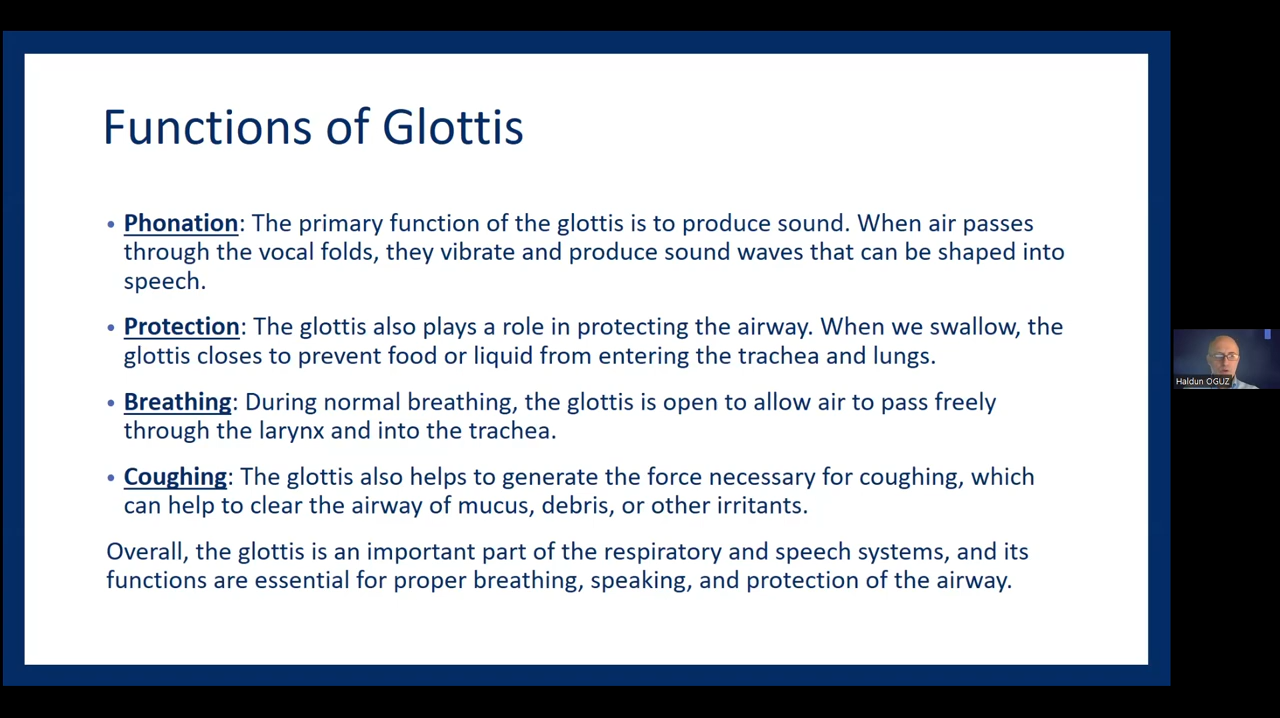 Functions of Glottis
• Phonation: The primary function of the glottis is to produce sound. When air passes
through the vocal folds, they vibrate and produce sound waves that can be shaped into
speech.
• Protection: The glottis also plays a role in protecting the airway. When we swallow, the
glottis closes to prevent food or liquid from entering the trachea and lungs.
• Breathing: During normal breathing, the glottis is open to allow air to pass freely
through the larynx and into the trachea.
• Coughing: The glottis also helps to generate the force necessary for coughing, which
can help to clear the airway of mucus, debris, or other irritants.
Overall, the glottis is an important part of the respiratory and speech systems, and its
functions are essential for proper breathing, speaking, and protection of the airway.
Haldun OGUZ